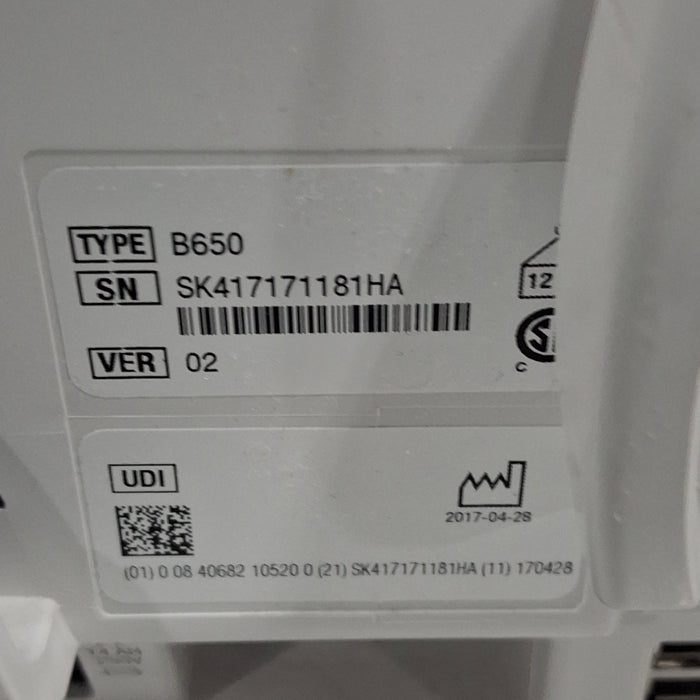 TYPE B650
SN SK417171181HA
12
C
VER 02
UDI
2017-04-28
(01) 0 08 40682 10520 0 (21) SK417171181HA (11) 170428